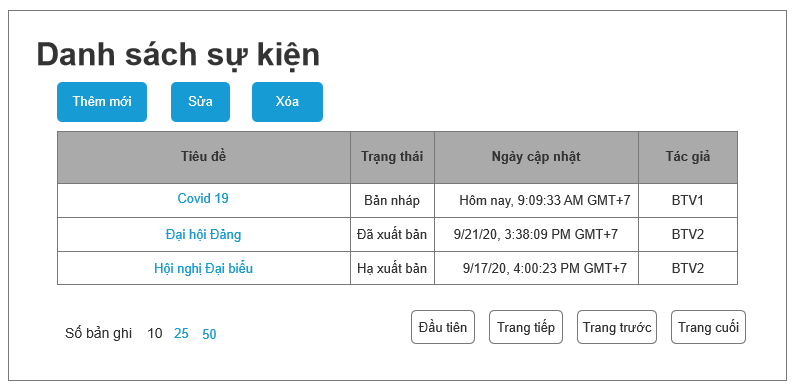 Danh sách sự kiện
Thêm mới Sửa Xóa
Tiêu đề Trạng thái Ngày cập nhật Tác giả
Covid 19 Bản nháp Hôm nay, 9:09:33 AM GMT+7 BTV1
Đại hội Đảng Đã xuất bản 9/21/20, 3:38:09 PM GMT+7 BTV2
Hội nghị Đại biểu Hạ xuất bản 9/17/20, 4:00:23 PM GMT+7 BTV2
Số bản ghi 10 25 50 Đầu tiên Trang tiếp Trang trước Trang cuối